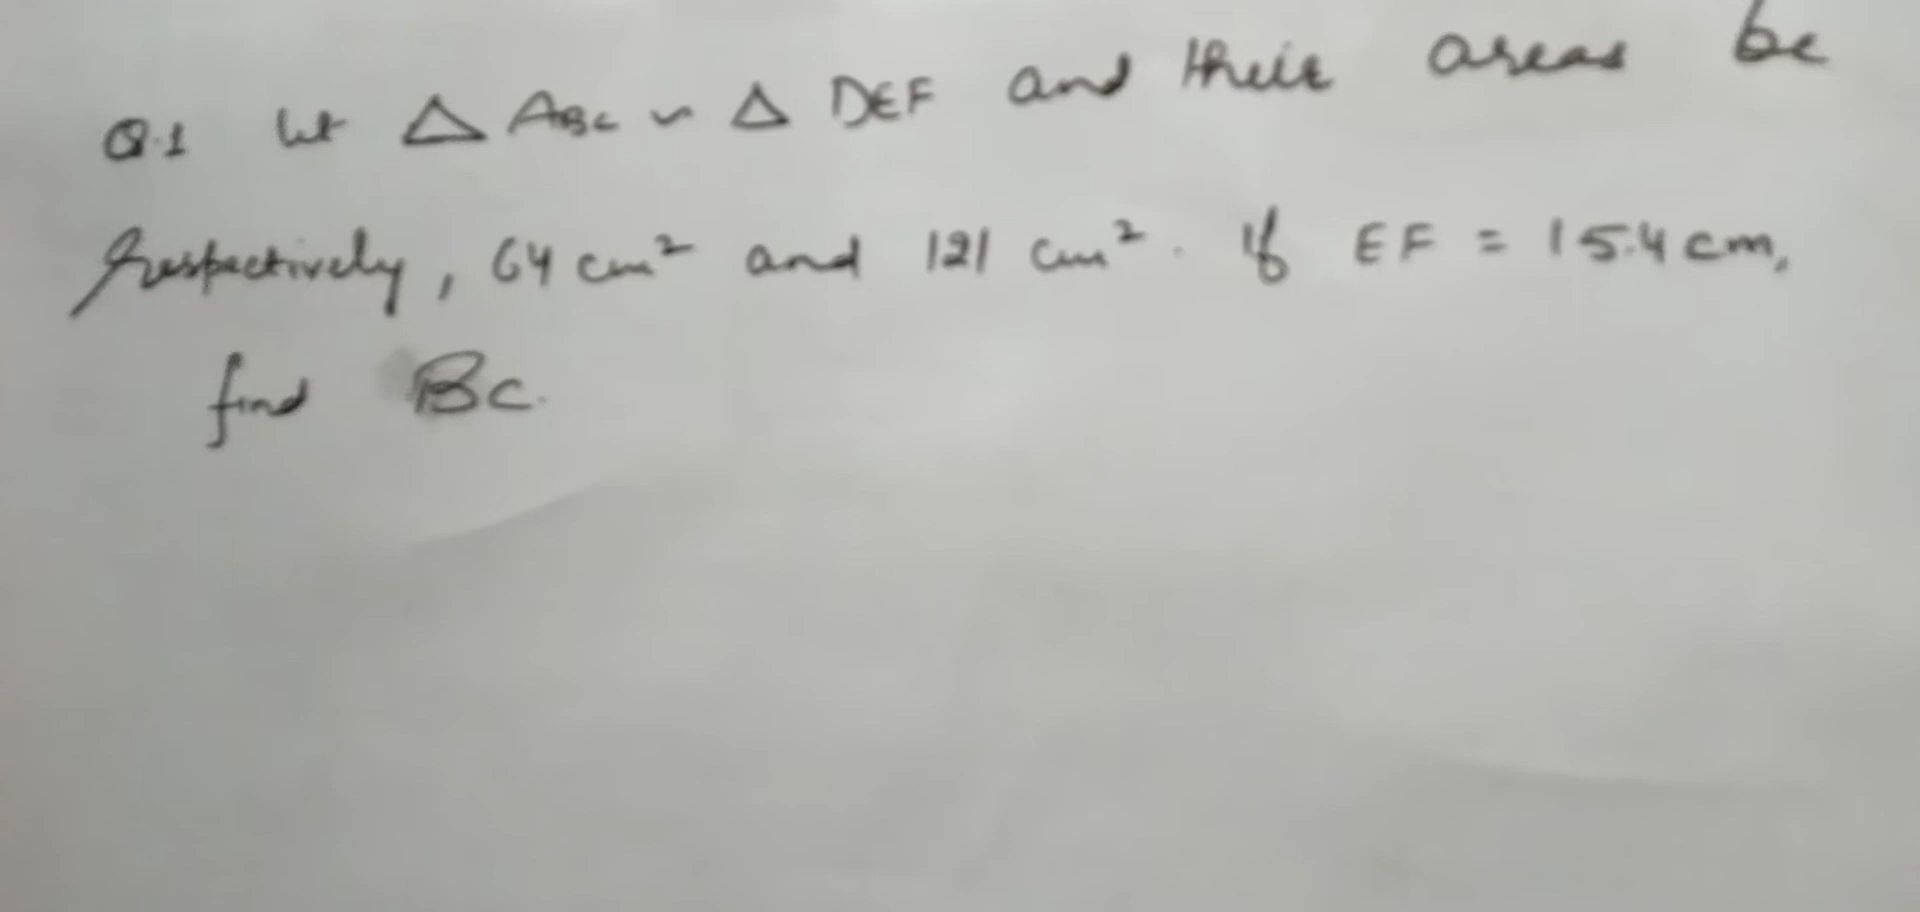 Q.1 let △ ABC ~ △ DEF and their areas be
respectively, 64 cm² and 121 cm². If EF = 15.4 cm,
find BC.